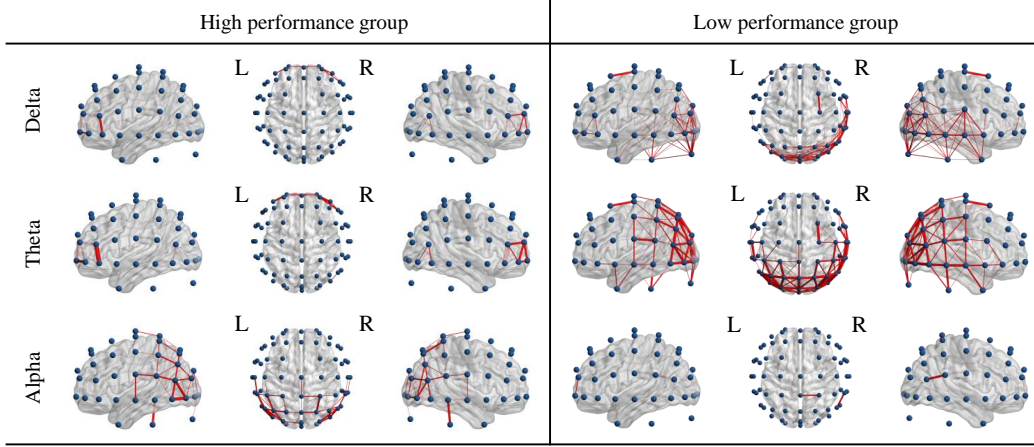 High performance group
Low performance group
Delta
L R
L R
Theta
L R
L R
Alpha
L R
L R